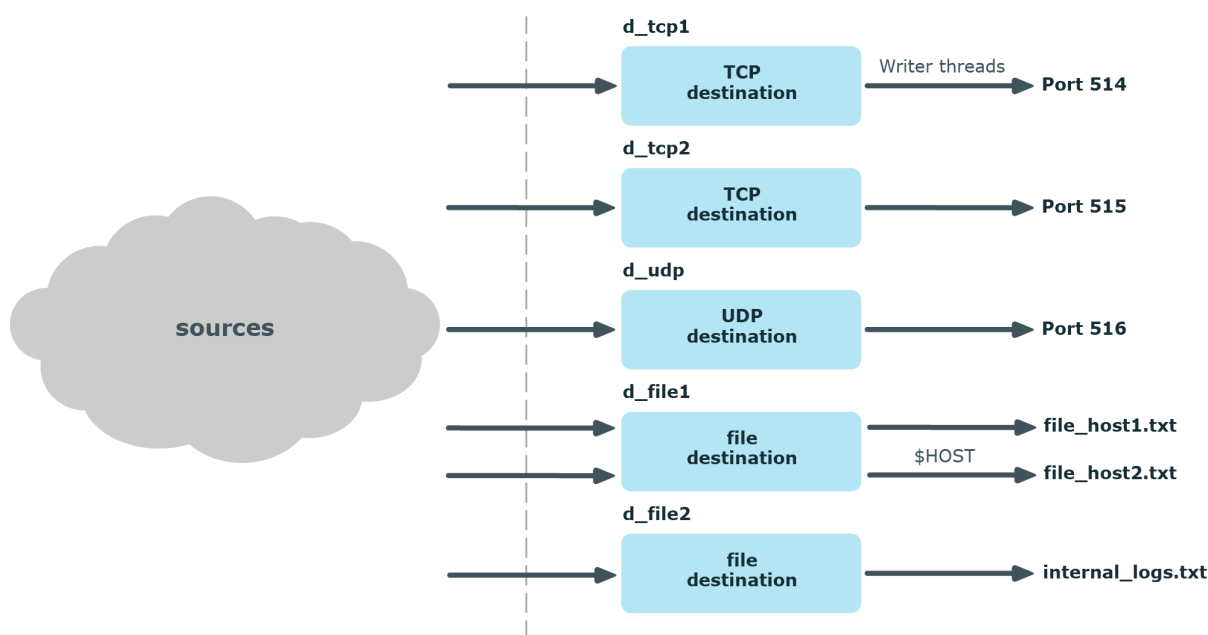 d_tcp1
TCP
destination
Writer threads
Port 514
d_tcp2
TCP
destination
Port 515
d_udp
UDP
destination
Port 516
sources
d_file1
file
destination
file_host1.txt
$HOST
file_host2.txt
d_file2
file
destination
internal_logs.txt